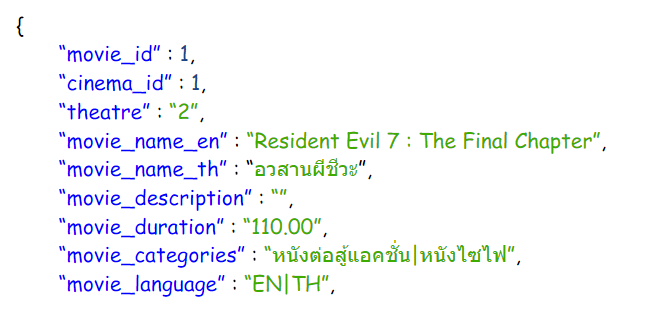 {
“movie_id” : 1,
“cinema_id” : 1,
“theatre” : “2”,
“movie_name_en” : “Resident Evil 7 : The Final Chapter”,
“movie_name_th” : “อวสานผีชีวะ”,
“movie_description” : “”,
“movie_duration” : “110.00”,
“movie_categories” : “หนังต่อสู้แอคชั่น|หนังไซไฟ”,
“movie_language” : “EN|TH”,